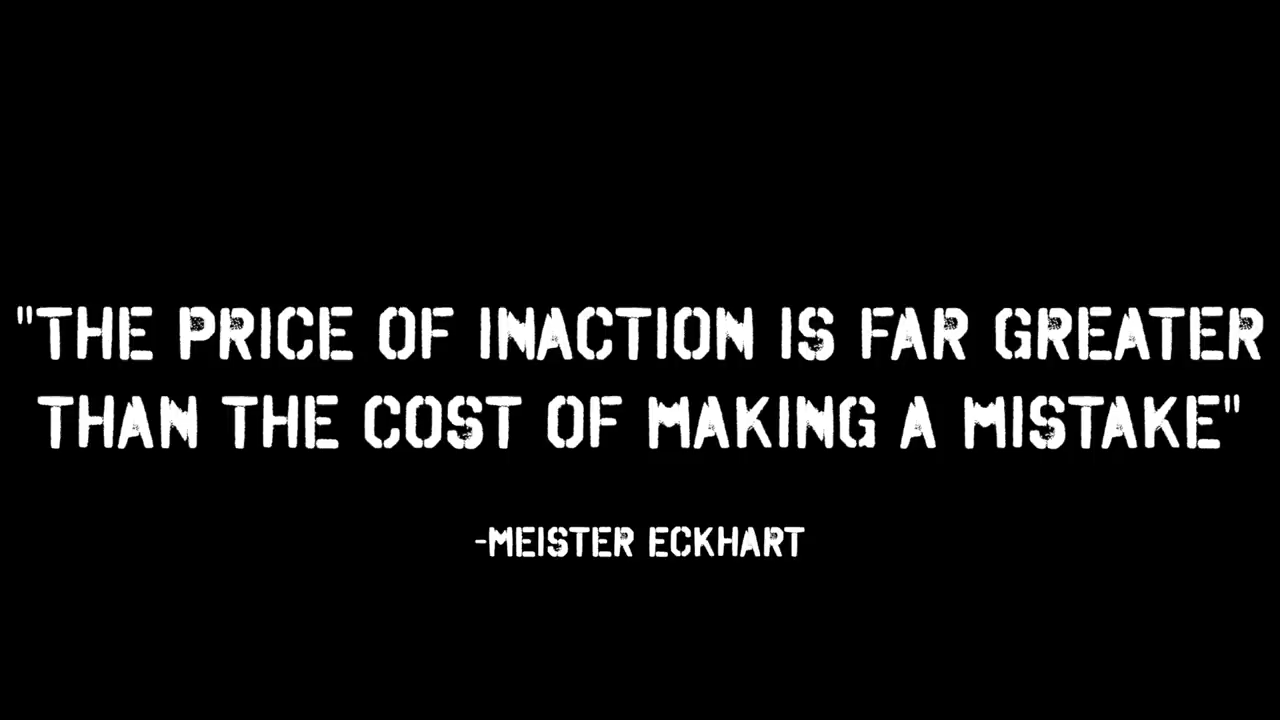 "THE PRICE OF INACTION IS FAR GREATER
THAN THE COST OF MAKING A MISTAKE"
-MEISTER ECKHART